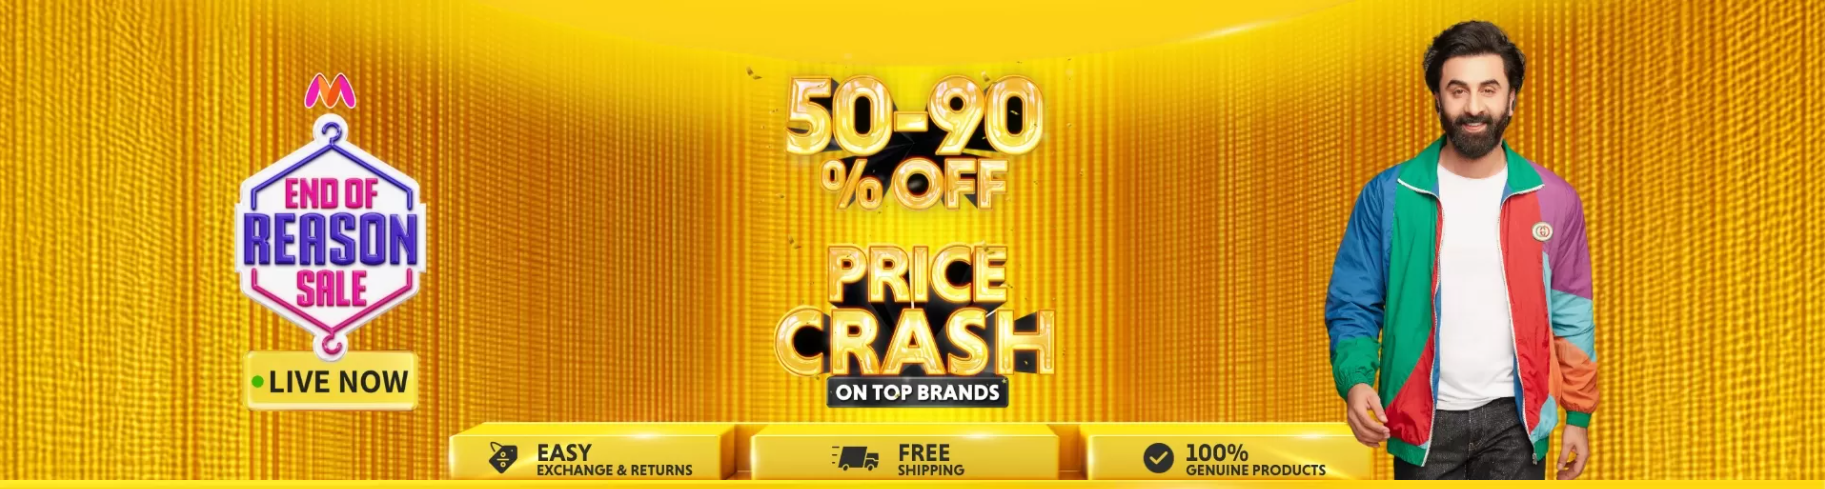 END OF
REASON
SALE
LIVE NOW
50-90
% OFF
PRICE
CRASH
ON TOP BRANDS
EASY
EXCHANGE & RETURNS
FREE
SHIPPING
100%
GENUINE PRODUCTS